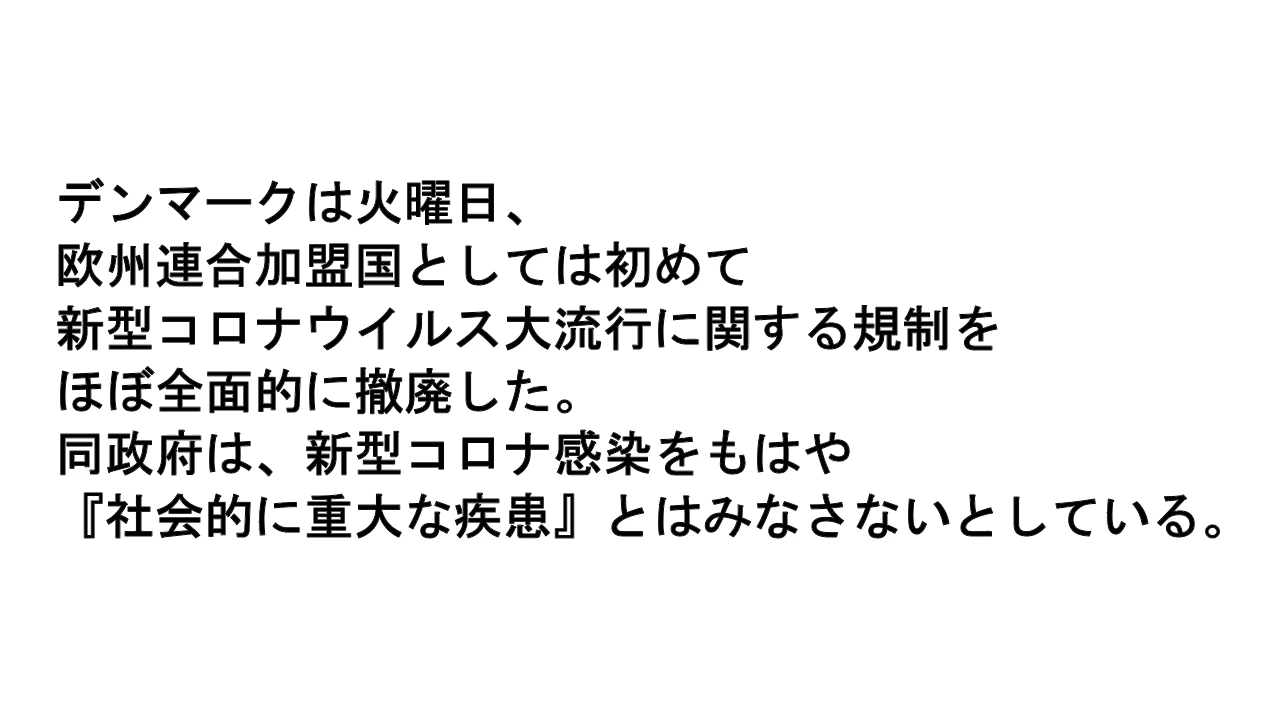 デンマークは火曜日、
欧州連合加盟国としては初めて
新型コロナウイルス大流行に関する規制を
ほぼ全面的に撤廃した。
同政府は、新型コロナ感染をもはや
『社会的に重大な疾患』とはみなさないとしている。